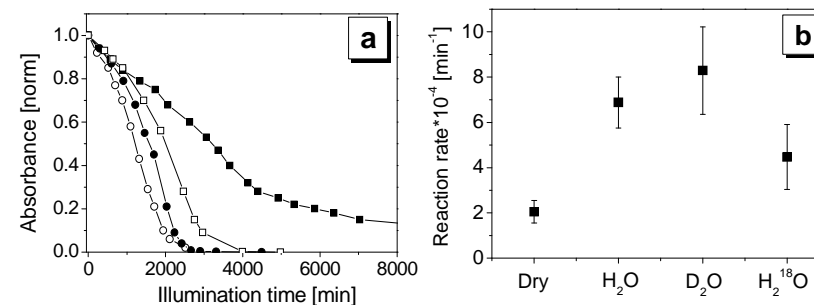 a
Absorbance [norm]
1.0
0.8
0.6
0.4
0.2
0.0
0 2000 4000 6000 8000
Illumination time [min]
b
Reaction rate*10⁻⁴ [min⁻¹]
10
8
6
4
2
0
Dry H₂O D₂O H₂¹⁸O